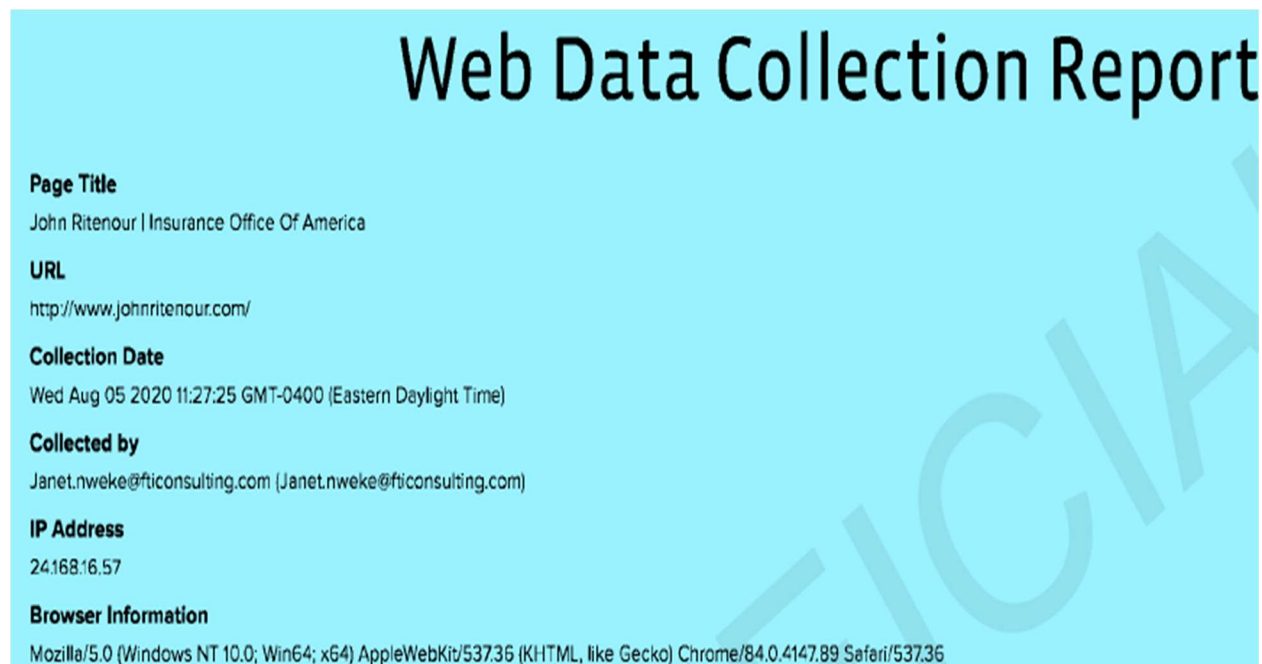 Web Data Collection Report
Page Title
John Ritenour | Insurance Office Of America
URL
http://www.johnritenour.com/
Collection Date
Wed Aug 05 2020 11:27:25 GMT-0400 (Eastern Daylight Time)
Collected by
Janet.nweke@fticonsulting.com (Janet.nweke@fticonsulting.com)
IP Address
24.168.16.57
Browser Information
Mozilla/5.0 (Windows NT 10.0; Win64; x64) AppleWebKit/537.36 (KHTML, like Gecko) Chrome/84.0.4147.89 Safari/537.36